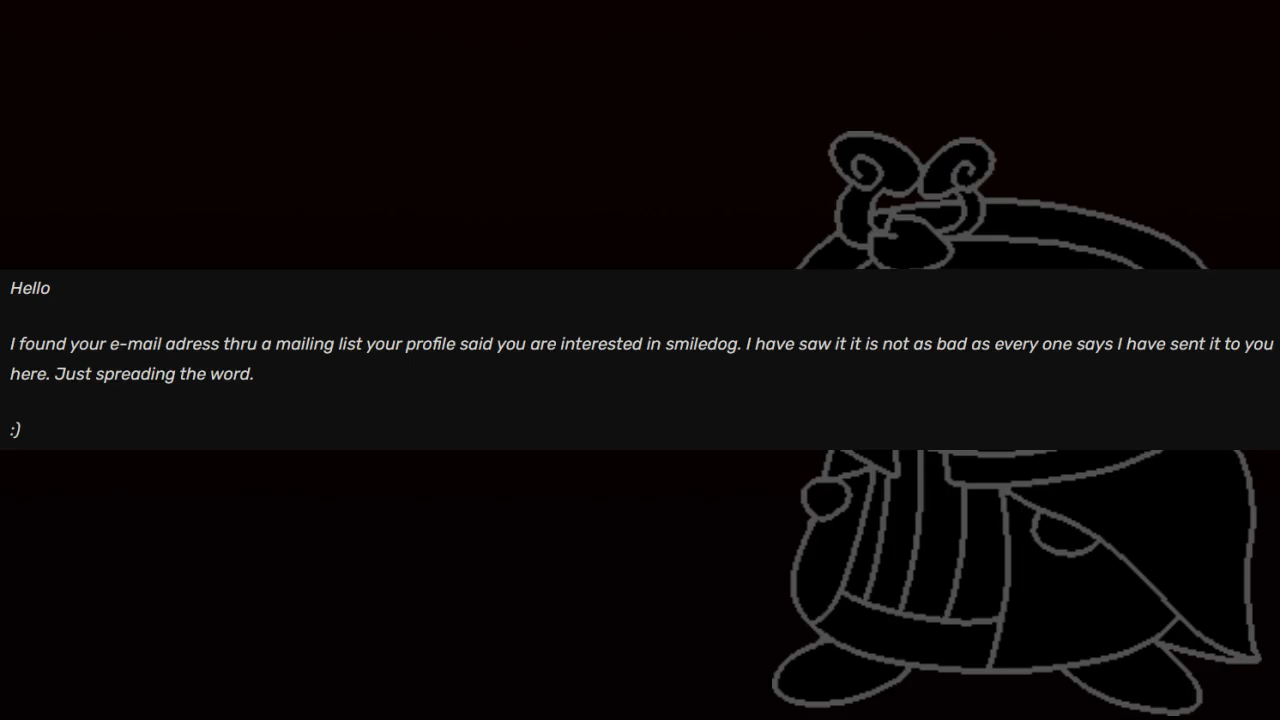 Hello
I found your e-mail adress thru a mailing list your profile said you are interested in smiledog. I have saw it it is not as bad as every one says I have sent it to you
here. Just spreading the word.
:)